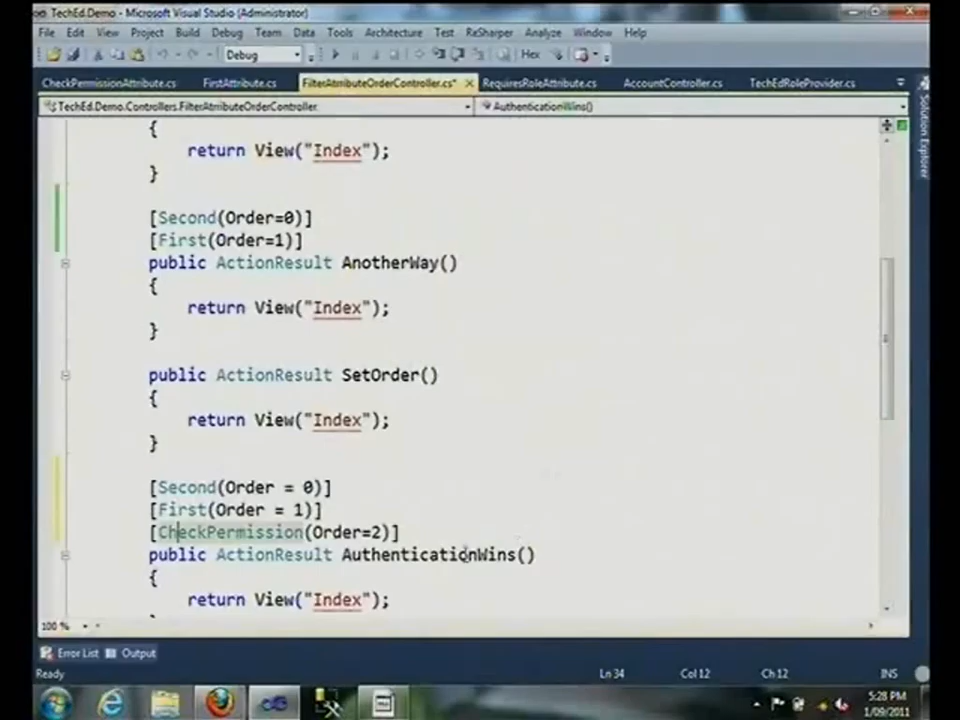 TechEd.Demo - Microsoft Visual Studio (Administrator)
File Edit View Project Build Debug Team Data Tools Architecture Test ReSharper Analyze Window Help
Debug Hex
CheckPermissionAttribute.cs FirstAttribute.cs FilterAttributeOrderController.cs* RequiresRoleAttribute.cs AccountController.cs TechEdRoleProvider.cs
TechEd.Demo.Controllers.FilterAttributeOrderController AuthenticationWins()
Solution Explorer
{
return View("Index");
}
[Second(Order=0)]
[First(Order=1)]
public ActionResult AnotherWay()
{
return View("Index");
}
public ActionResult SetOrder()
{
return View("Index");
}
[Second(Order = 0)]
[First(Order = 1)]
[CheckPermission(Order=2)]
public ActionResult AuthenticationWins()
{
return View("Index");
100 %
Error List Output
Ready Ln 34 Col 12 Ch 12 INS
5:28 PM
1/09/2011